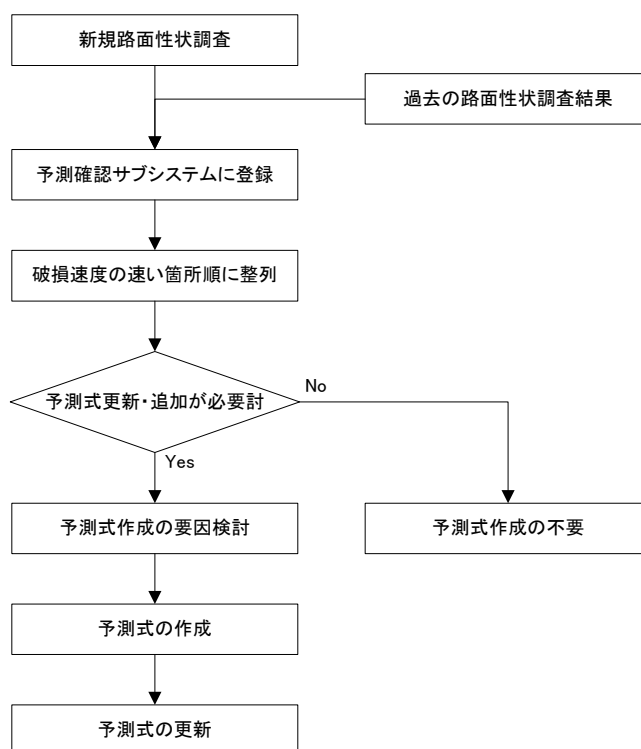 新規路面性状調査
過去の路面性状調査結果
予測確認サブシステムに登録
破損速度の速い箇所順に整列
予測式更新・追加が必要討
No
Yes
予測式作成の要因検討
予測式作成の不要
予測式の作成
予測式の更新